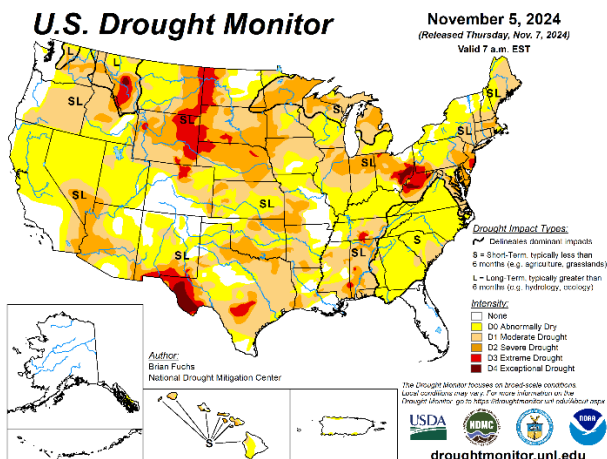 U.S. Drought Monitor
November 5, 2024
(Released Thursday, Nov. 7, 2024)
Valid 7 a.m. EST
L
L
SL
SL
S
SL
SL
SL
SL
SL
S
SL
SL
Drought Impact Types:
Delineates dominant impacts
S = Short-Term, typically less than
6 months (e.g. agriculture, grasslands)
L = Long-Term, typically greater than
6 months (e.g. hydrology, ecology)
Intensity:
None
D0 Abnormally Dry
D1 Moderate Drought
D2 Severe Drought
D3 Extreme Drought
D4 Exceptional Drought
Author:
Brian Fuchs
National Drought Mitigation Center
S
The Drought Monitor focuses on broad-scale conditions.
Local conditions may vary. For more information on the
Drought Monitor, go to https://droughtmonitor.unl.edu/About.aspx
USDA
NDMC
NOAA
droughtmonitor.unl.edu